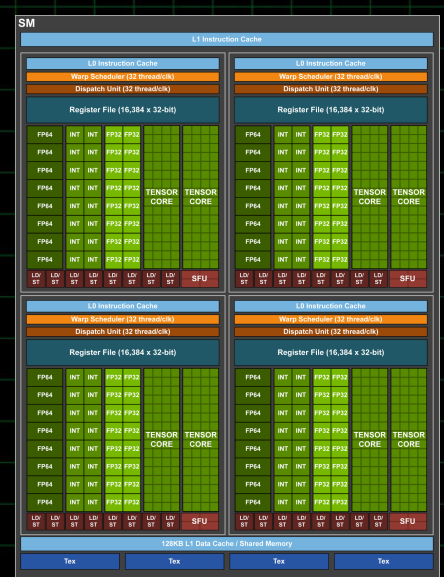 SM
L1 Instruction Cache
L0 Instruction Cache
Warp Scheduler (32 thread/clk)
Dispatch Unit (32 thread/clk)
Register File (16,384 x 32-bit)
FP64 INT INT FP32 FP32
FP64 INT INT FP32 FP32
FP64 INT INT FP32 FP32
FP64 INT INT FP32 FP32
TENSOR TENSOR
CORE CORE
FP64 INT INT FP32 FP32
FP64 INT INT FP32 FP32
FP64 INT INT FP32 FP32
FP64 INT INT FP32 FP32
LD/ LD/ LD/ LD/ LD/ LD/ LD/ LD/
ST ST ST ST ST ST ST ST
SFU
L0 Instruction Cache
Warp Scheduler (32 thread/clk)
Dispatch Unit (32 thread/clk)
Register File (16,384 x 32-bit)
FP64 INT INT FP32 FP32
FP64 INT INT FP32 FP32
FP64 INT INT FP32 FP32
FP64 INT INT FP32 FP32
TENSOR TENSOR
CORE CORE
FP64 INT INT FP32 FP32
FP64 INT INT FP32 FP32
FP64 INT INT FP32 FP32
FP64 INT INT FP32 FP32
LD/ LD/ LD/ LD/ LD/ LD/ LD/ LD/
ST ST ST ST ST ST ST ST
SFU
L0 Instruction Cache
Warp Scheduler (32 thread/clk)
Dispatch Unit (32 thread/clk)
Register File (16,384 x 32-bit)
FP64 INT INT FP32 FP32
FP64 INT INT FP32 FP32
FP64 INT INT FP32 FP32
FP64 INT INT FP32 FP32
TENSOR TENSOR
CORE CORE
FP64 INT INT FP32 FP32
FP64 INT INT FP32 FP32
FP64 INT INT FP32 FP32
FP64 INT INT FP32 FP32
LD/ LD/ LD/ LD/ LD/ LD/ LD/ LD/
ST ST ST ST ST ST ST ST
SFU
L0 Instruction Cache
Warp Scheduler (32 thread/clk)
Dispatch Unit (32 thread/clk)
Register File (16,384 x 32-bit)
FP64 INT INT FP32 FP32
FP64 INT INT FP32 FP32
FP64 INT INT FP32 FP32
FP64 INT INT FP32 FP32
TENSOR TENSOR
CORE CORE
FP64 INT INT FP32 FP32
FP64 INT INT FP32 FP32
FP64 INT INT FP32 FP32
FP64 INT INT FP32 FP32
LD/ LD/ LD/ LD/ LD/ LD/ LD/ LD/
ST ST ST ST ST ST ST ST
SFU
128KB L1 Data Cache / Shared Memory
Tex Tex Tex Tex